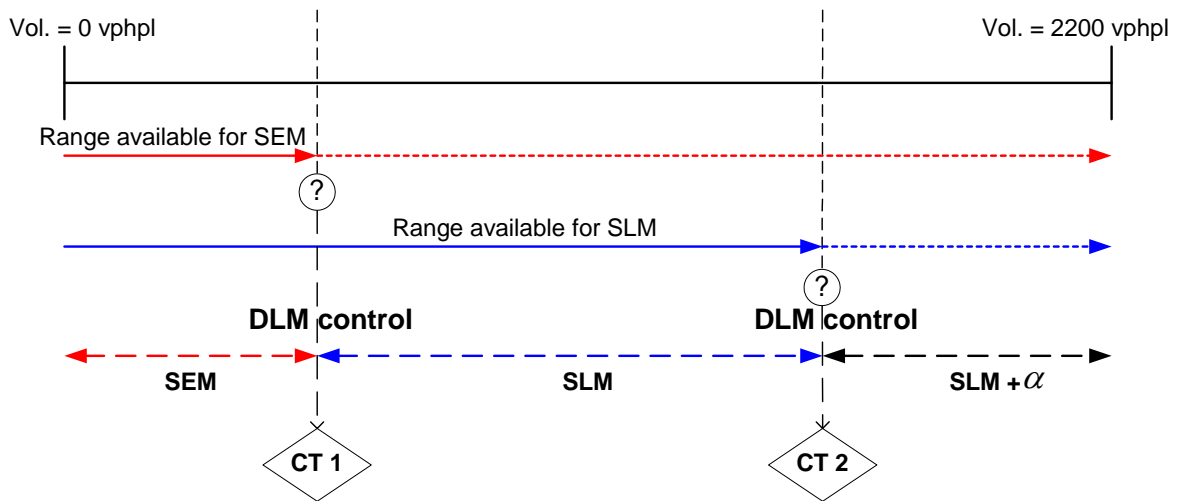 Vol. = 0 vphpl
Vol. = 2200 vphpl
Range available for SEM
?
Range available for SLM
?
DLM control
DLM control
SEM
SLM
SLM + α
CT 1
CT 2